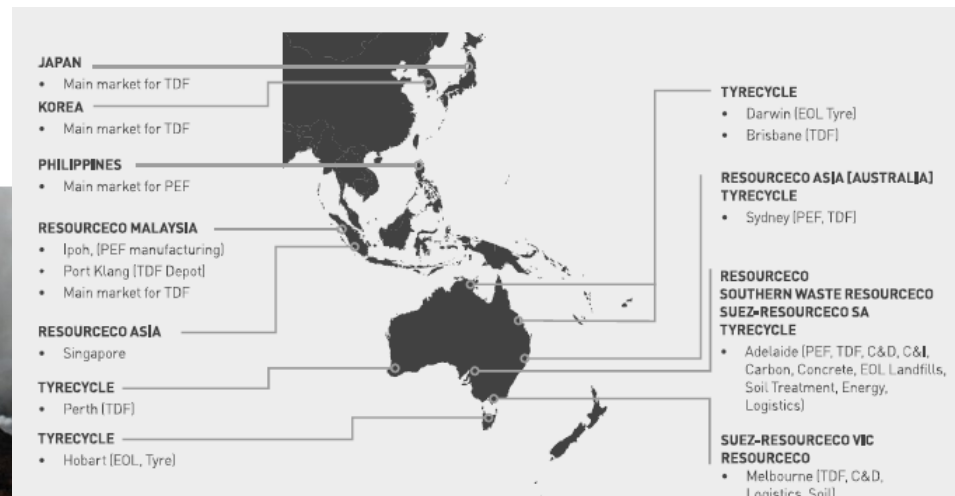 JAPAN
• Main market for TDF
KOREA
• Main market for TDF
PHILIPPINES
• Main market for PEF
RESOURCECO MALAYSIA
• Ipoh, (PEF manufacturing)
• Port Klang (TDF Depot)
• Main market for TDF
RESOURCECO ASIA
• Singapore
TYRECYCLE
• Perth (TDF)
TYRECYCLE
• Hobart (EOL, Tyre)
TYRECYCLE
• Darwin (EOL Tyre)
• Brisbane (TDF)
RESOURCECO ASIA (AUSTRALIA)
TYRECYCLE
• Sydney (PEF, TDF)
RESOURCECO
SOUTHERN WASTE RESOURCECO
SUEZ-RESOURCECO SA
TYRECYCLE
• Adelaide (PEF, TDF, C&D, C&I,
Carbon, Concrete, EOL Landfills,
Soil Treatment, Energy,
Logistics)
SUEZ-RESOURCECO VIC
RESOURCECO
• Melbourne (TDF, C&D,
Logistics, Soil)